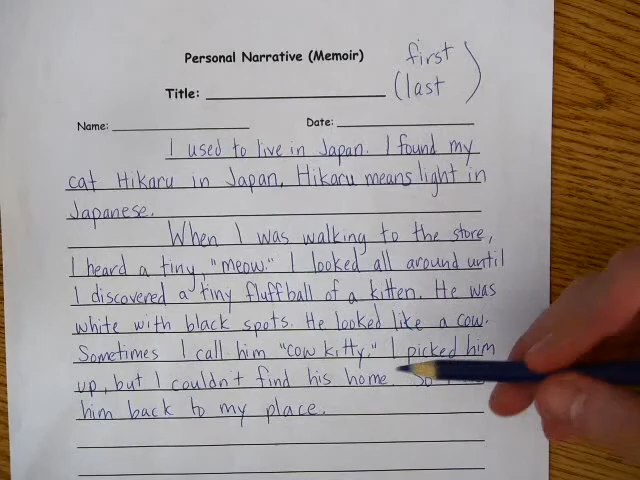 Personal Narrative (Memoir)
first
(last)
Title:
Name: Date:
I used to live in Japan. I found my
cat Hikaru in Japan. Hikaru means light in
Japanese.
When I was walking to the store,
I heard a tiny, "meow." I looked all around until
I discovered a tiny fluffball of a kitten. He was
white with black spots. He looked like a cow.
Sometimes I call him "cow kitty." I picked him
up, but I couldn't find his home. So I
him back to my place.